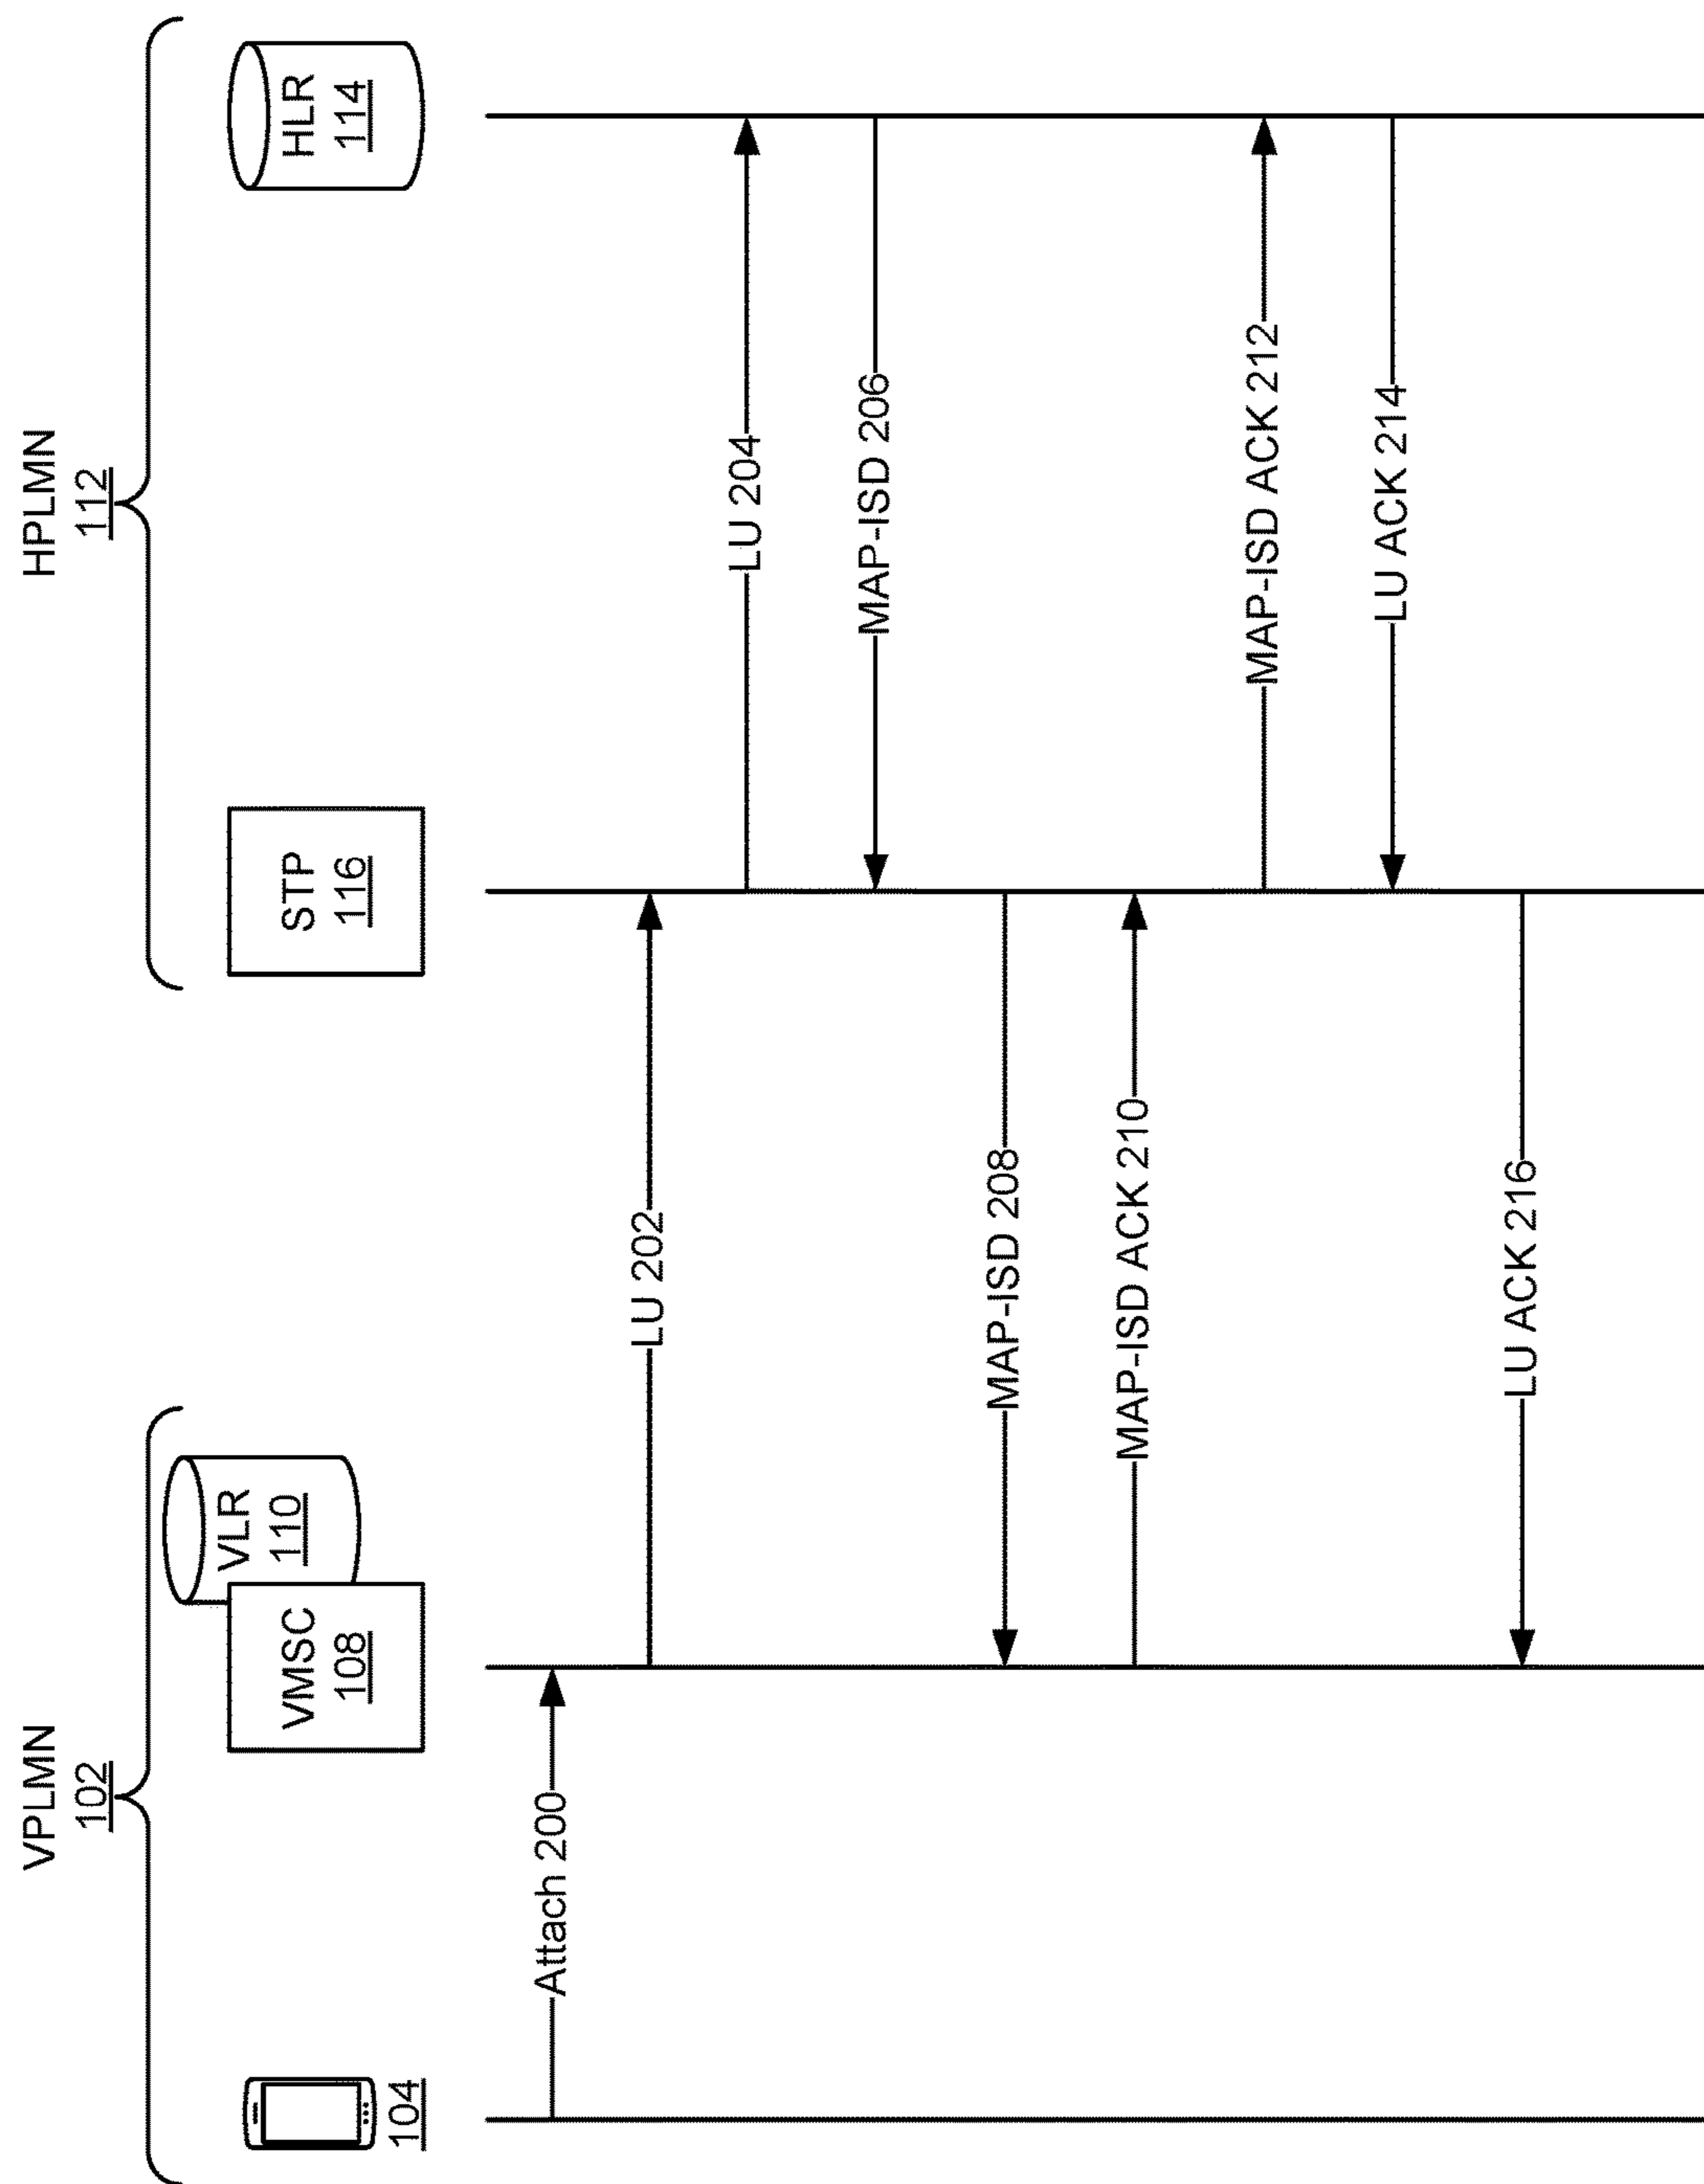 VPLMN
102
HPLMN
112
104
VMSC
108
VLR
110
STP
116
HLR
114
Attach 200
LU 202
LU 204
MAP-ISD 206
MAP-ISD 208
MAP-ISD ACK 210
MAP-ISD ACK 212
LU ACK 214
LU ACK 216